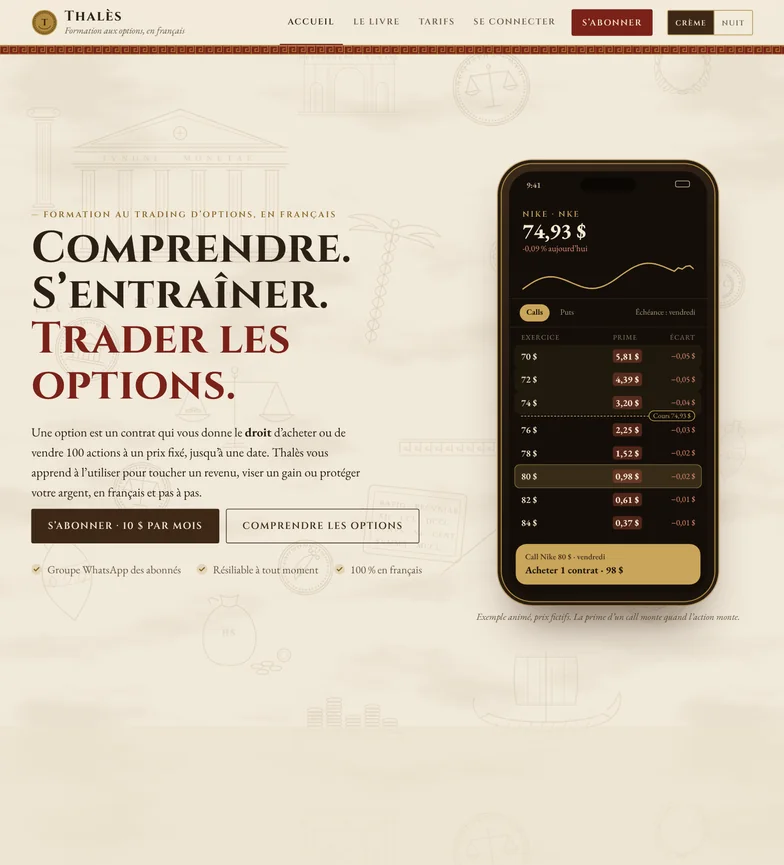 T
THALÈS
Formation aux options, en français
ACCUEIL
LE LIVRE
TARIFS
SE CONNECTER
S'ABONNER
CRÈME
NUIT
— FORMATION AU TRADING D'OPTIONS, EN FRANÇAIS
COMPRENDRE.
S'ENTRAÎNER.
TRADER LES
OPTIONS.
Une option est un contrat qui vous donne le droit d'acheter ou de
vendre 100 actions à un prix fixé, jusqu'à une date. Thalès vous
apprend à l'utiliser pour toucher un revenu, viser un gain ou protéger
votre argent, en français et pas à pas.
S'ABONNER · 10 $ PAR MOIS
COMPRENDRE LES OPTIONS
Groupe WhatsApp des abonnés
Résiliable à tout moment
100 % en français
9:41
NIKE · NKE
74,93 $
-0,09 % aujourd'hui
Calls
Puts
Échéance : vendredi
EXERCICE PRIME ÉCART
70 $ 5,81 $ −0,05 $
72 $ 4,39 $ −0,05 $
74 $ 3,20 $ −0,04 $
Cours 74,93 $
76 $ 2,25 $ −0,03 $
78 $ 1,52 $ −0,02 $
80 $ 0,98 $ −0,02 $
82 $ 0,61 $ −0,01 $
84 $ 0,37 $ −0,01 $
Call Nike 80 $ · vendredi
Acheter 1 contrat · 98 $
Exemple animé, prix fictifs. La prime d'un call monte quand l'action monte.